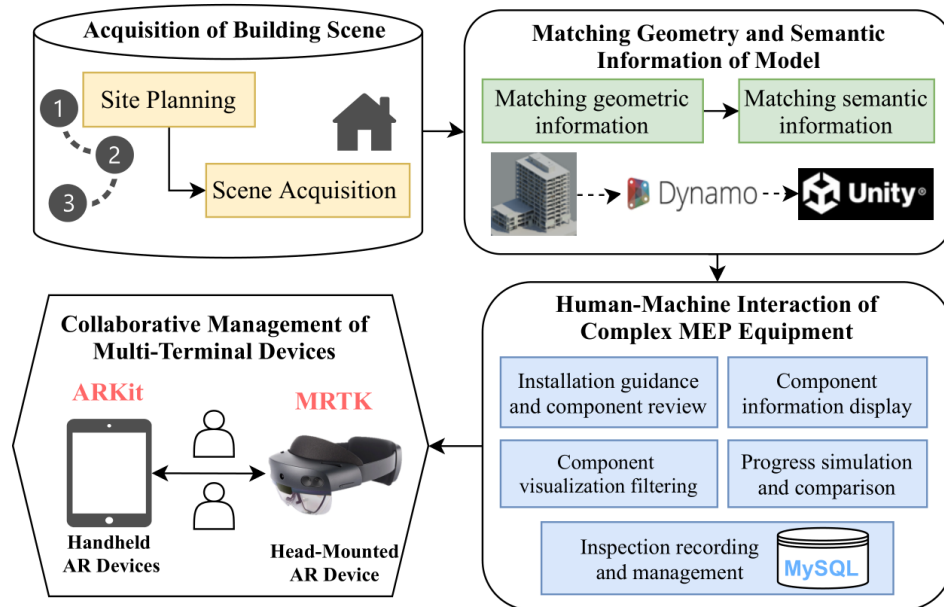 Acquisition of Building Scene
1
2
3
Site Planning
Scene Acquisition
Matching Geometry and Semantic
Information of Model
Matching geometric
information
Matching semantic
information
Dynamo
Unity®
Human-Machine Interaction of
Complex MEP Equipment
Installation guidance
and component review
Component
information display
Component
visualization filtering
Progress simulation
and comparison
Inspection recording
and management
MySQL
Collaborative Management of
Multi-Terminal Devices
ARKit
MRTK
Handheld
AR Devices
Head-Mounted
AR Device